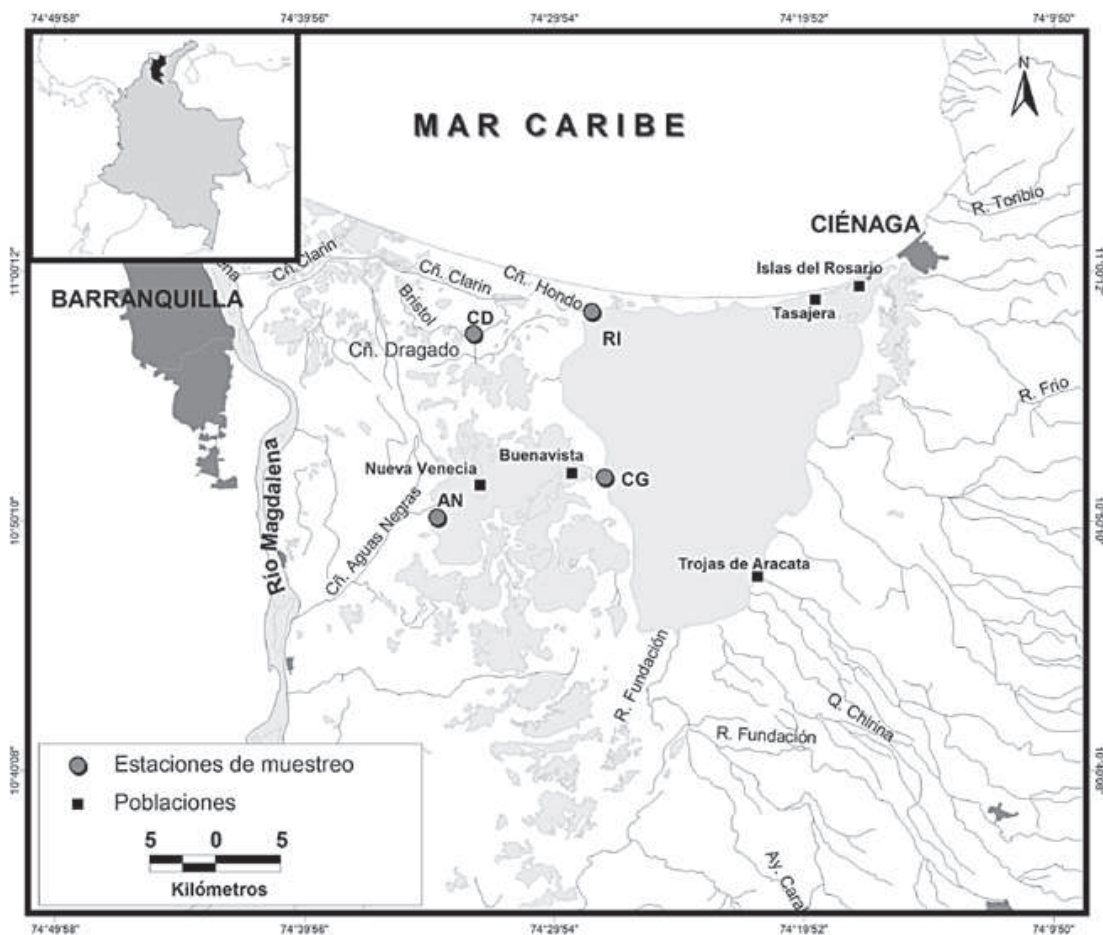 74°49'58" 74°39'56" 74°29'54" 74°19'52" 74°9'50"
N
MAR CARIBE
R. Toribio
CIÉNAGA
11°00'12"
11°00'12"
Cñ. Clarin
Cñ. Clarin
Cñ. Hondo
Islas del Rosario
BARRANQUILLA
Bristol
CD
Tasajera
RI
Cñ. Dragado
R. Frio
Río Magdalena
Buenavista
Nueva Venecia
CG
AN
10°50'10"
10°50'10"
Cñ. Aguas Negras
Trojas de Aracata
R. Fundación
Q. Chirina
R. Fundación
Estaciones de muestreo
10°40'08"
10°40'08"
Poblaciones
5 0 5
Kilómetros
74°49'58" 74°39'56" 74°29'54" 74°19'52" 74°9'50"